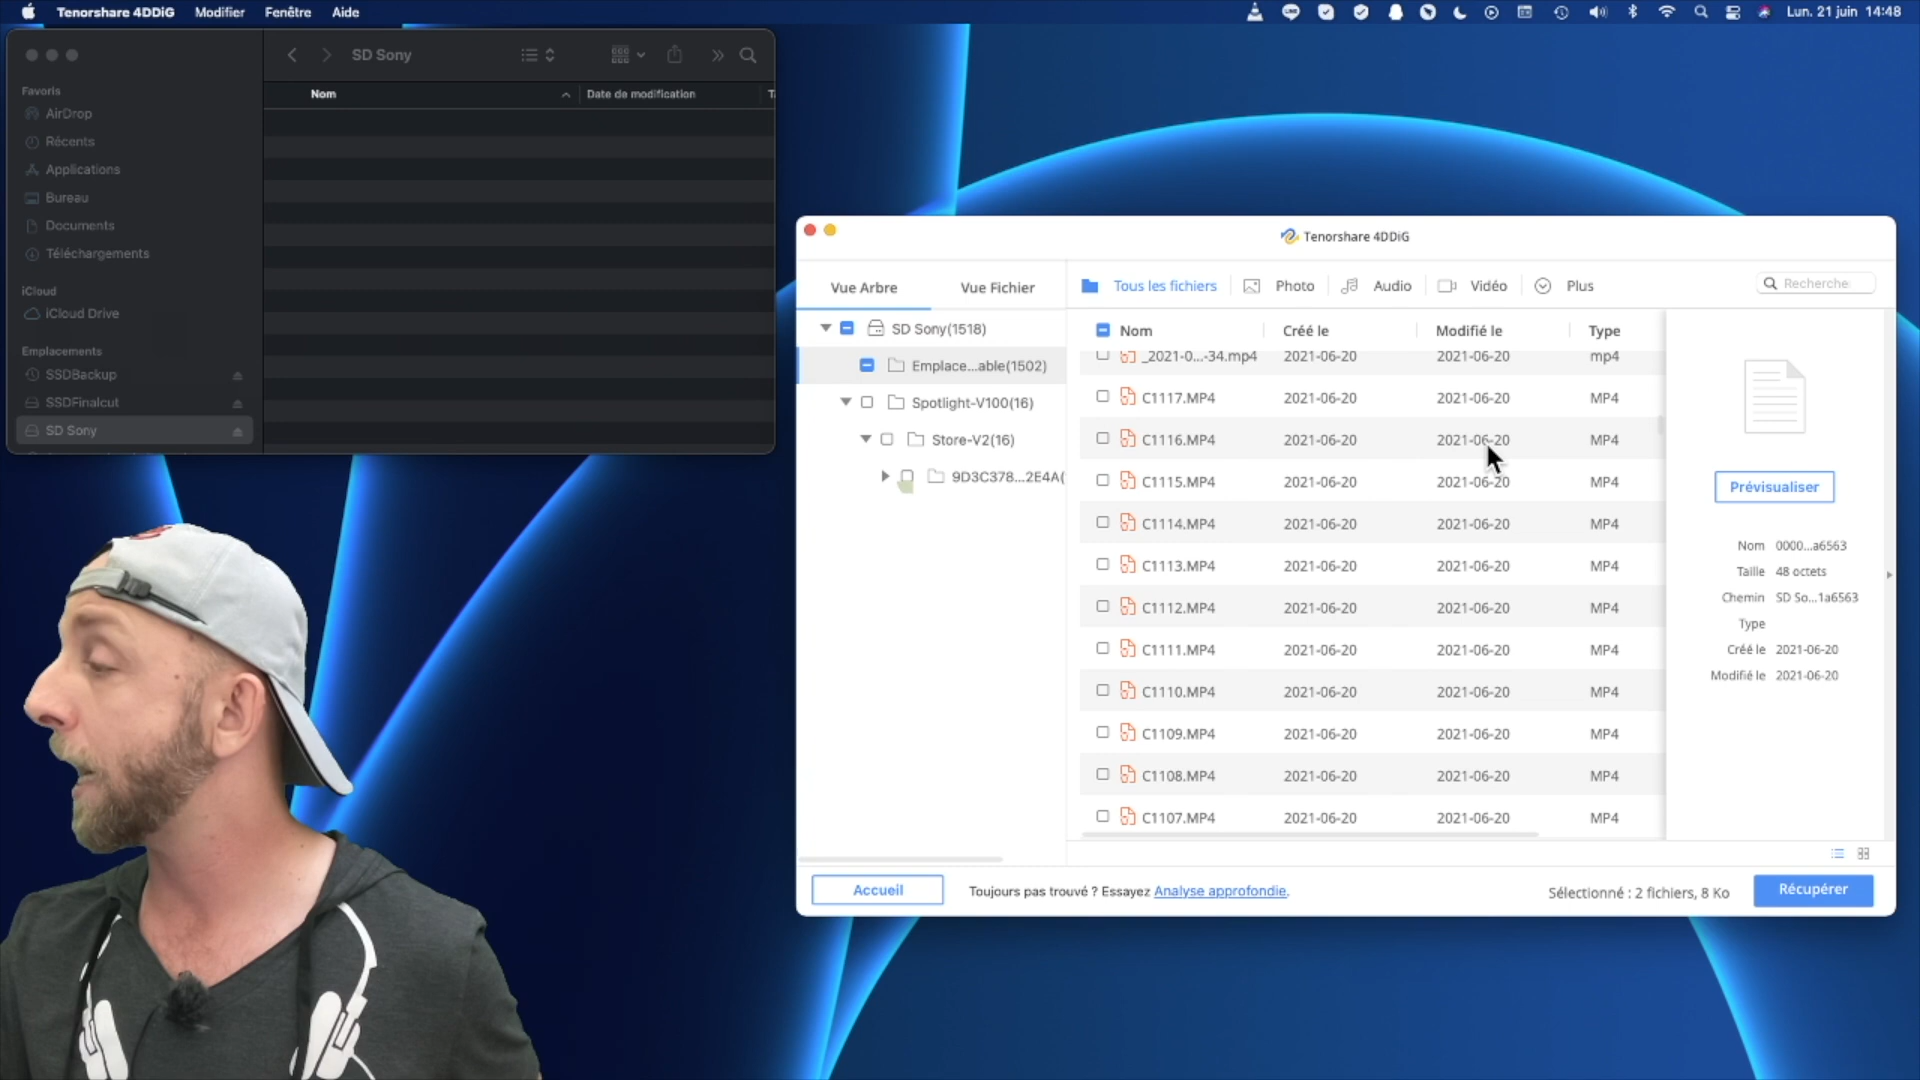 Tenorshare 4DDiG Modifier Fenêtre Aide
Lun. 21 juin 14:48
SD Sony
Nom
Date de modification
Favoris
AirDrop
Récents
Applications
Bureau
Documents
Téléchargements
iCloud
iCloud Drive
Emplacements
SSDBackup
SSDFinalcut
SD Sony
Tenorshare 4DDiG
Vue Arbre Vue Fichier
Tous les fichiers Photo Audio Vidéo Plus
Recherche
SD Sony(1518)
Emplace...able(1502)
Spotlight-V100(16)
Store-V2(16)
9D3C378...2E4A(
Nom Créé le Modifié le Type
_2021-0...-34.mp4 2021-06-20 2021-06-20 mp4
C1117.MP4 2021-06-20 2021-06-20 MP4
C1116.MP4 2021-06-20 2021-06-20 MP4
C1115.MP4 2021-06-20 2021-06-20 MP4
C1114.MP4 2021-06-20 2021-06-20 MP4
C1113.MP4 2021-06-20 2021-06-20 MP4
C1112.MP4 2021-06-20 2021-06-20 MP4
C1111.MP4 2021-06-20 2021-06-20 MP4
C1110.MP4 2021-06-20 2021-06-20 MP4
C1109.MP4 2021-06-20 2021-06-20 MP4
C1108.MP4 2021-06-20 2021-06-20 MP4
C1107.MP4 2021-06-20 2021-06-20 MP4
Prévisualiser
Nom 0000...a6563
Taille 48 octets
Chemin SD So...1a6563
Type
Créé le 2021-06-20
Modifié le 2021-06-20
Accueil
Toujours pas trouvé ? Essayez Analyse approfondie.
Sélectionné : 2 fichiers, 8 Ko
Récupérer